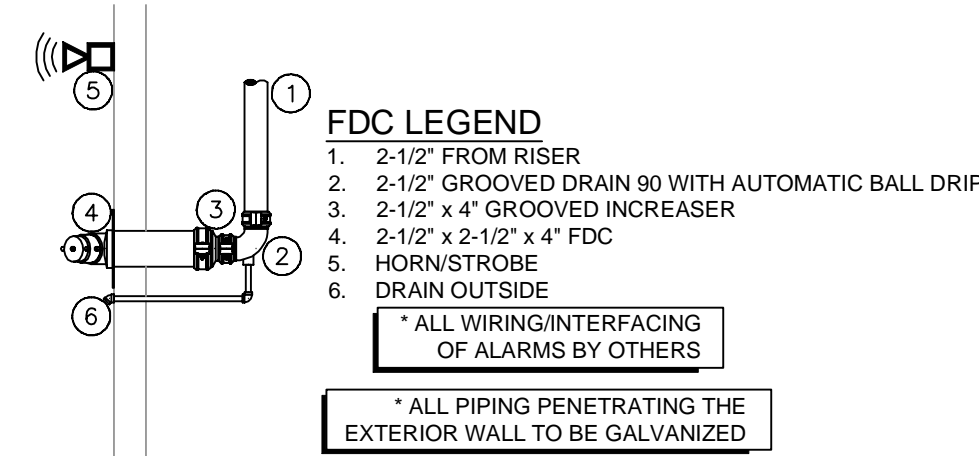 5
1
FDC LEGEND
1. 2-1/2" FROM RISER
2. 2-1/2" GROOVED DRAIN 90 WITH AUTOMATIC BALL DRIP
3. 2-1/2" x 4" GROOVED INCREASER
4. 2-1/2" x 2-1/2" x 4" FDC
5. HORN/STROBE
6. DRAIN OUTSIDE
4
3
2
6
* ALL WIRING/INTERFACING
OF ALARMS BY OTHERS
* ALL PIPING PENETRATING THE
EXTERIOR WALL TO BE GALVANIZED